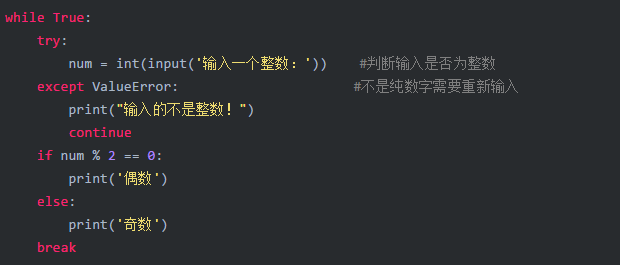 while True:
    try:
        num = int(input('输入一个整数：'))    #判断输入是否为整数
    except ValueError:                      #不是纯数字需要重新输入
        print("输入的不是整数！")
        continue
    if num % 2 == 0:
        print('偶数')
    else:
        print('奇数')
    break